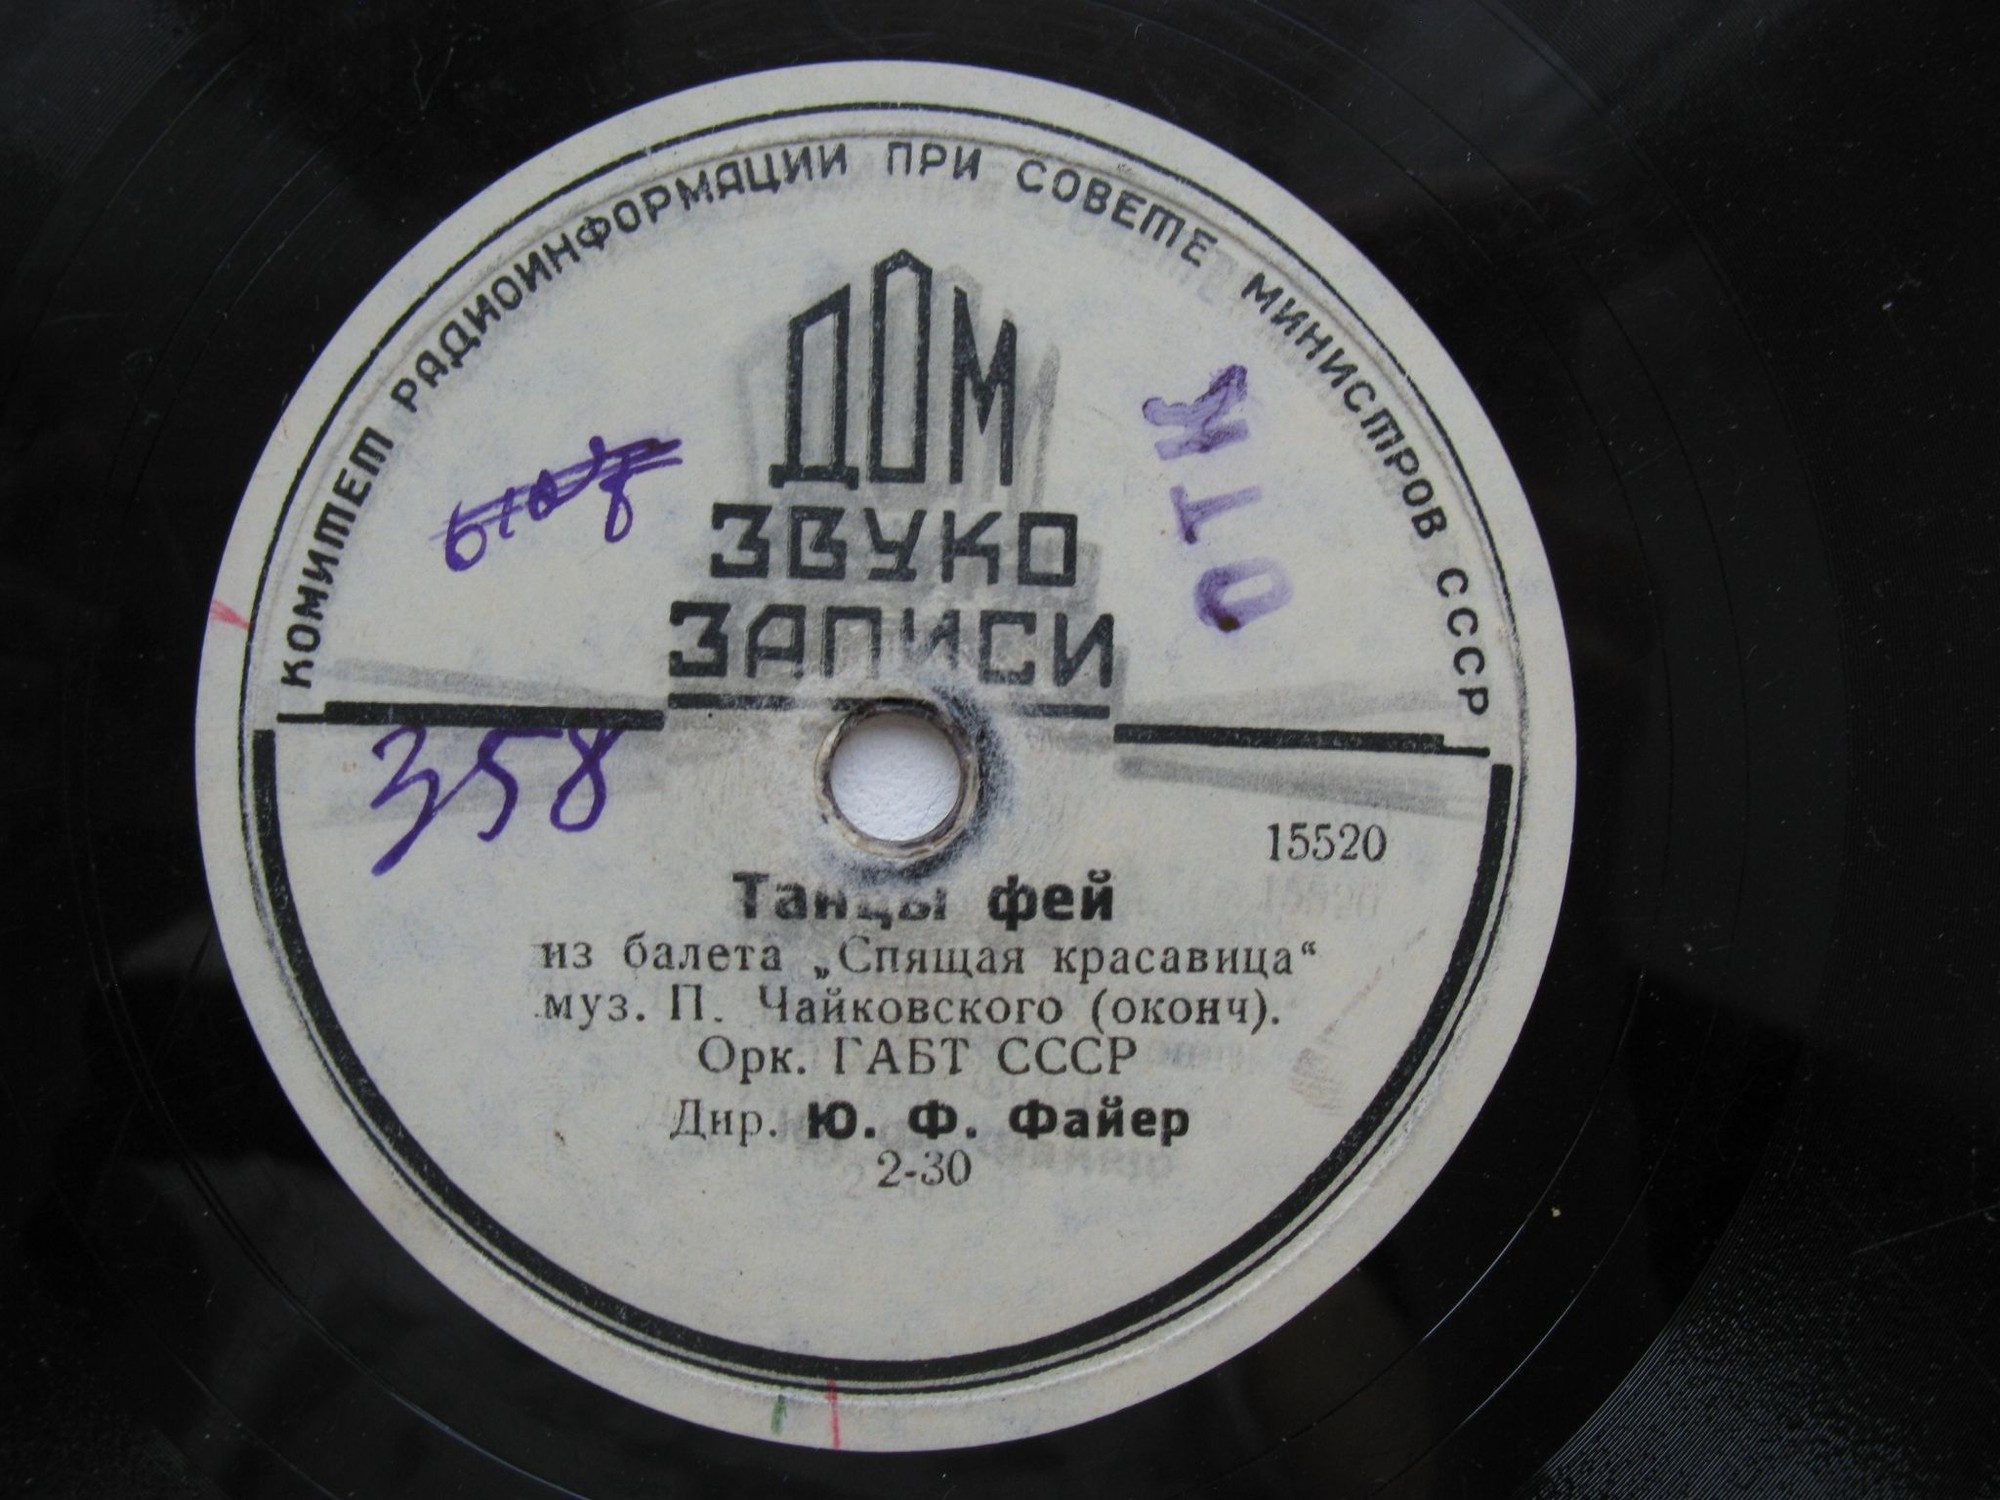 КОМИТЕТ РАДИОИНФОРМАЦИИ ПРИ СОВЕТЕ МИНИСТРОВ СССР
ДОМ
ЗВУКО
ЗАПИСИ
ОТК
358
15520
Танцы фей
из балета „Спящая красавица“
муз. П. Чайковского (оконч).
Орк. ГАБТ СССР
Дир. Ю. Ф. Файер
2-30